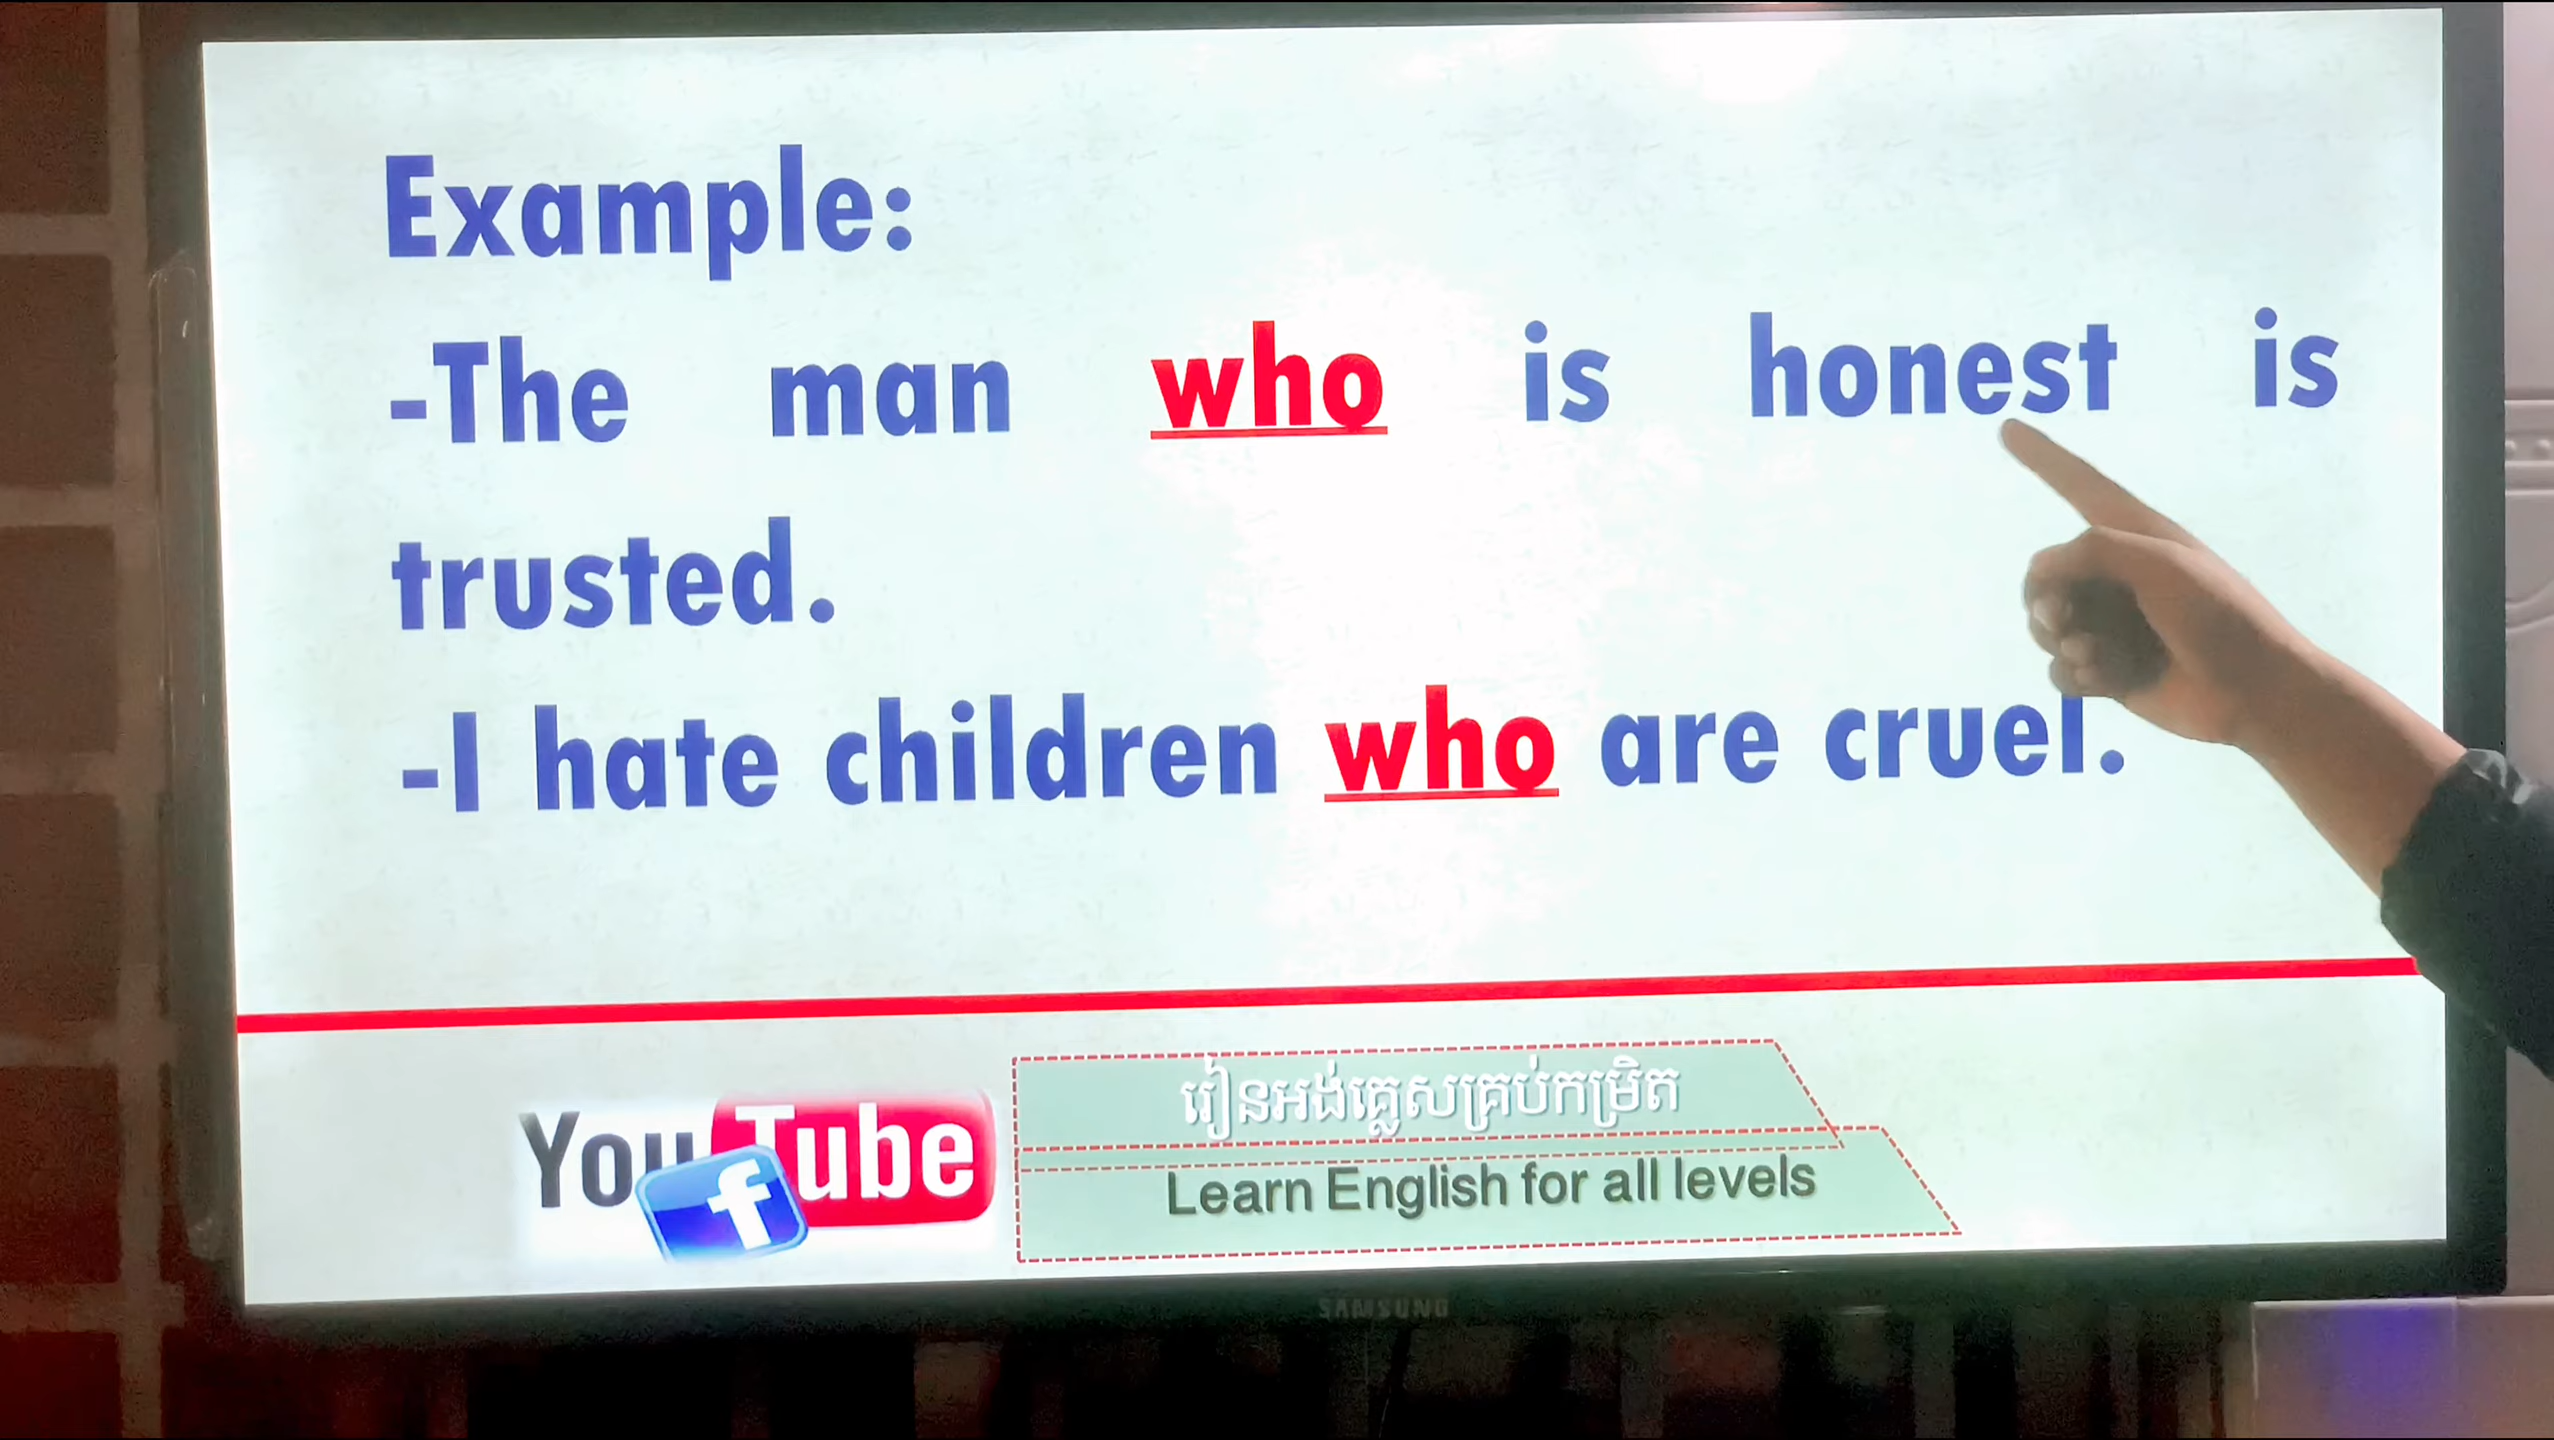 Example:
-The man who is honest is
trusted.
-I hate children who are cruel.
YouTube
f
រៀនអង់គ្លេសគ្រប់កម្រិត
Learn English for all levels
SAMSUNG